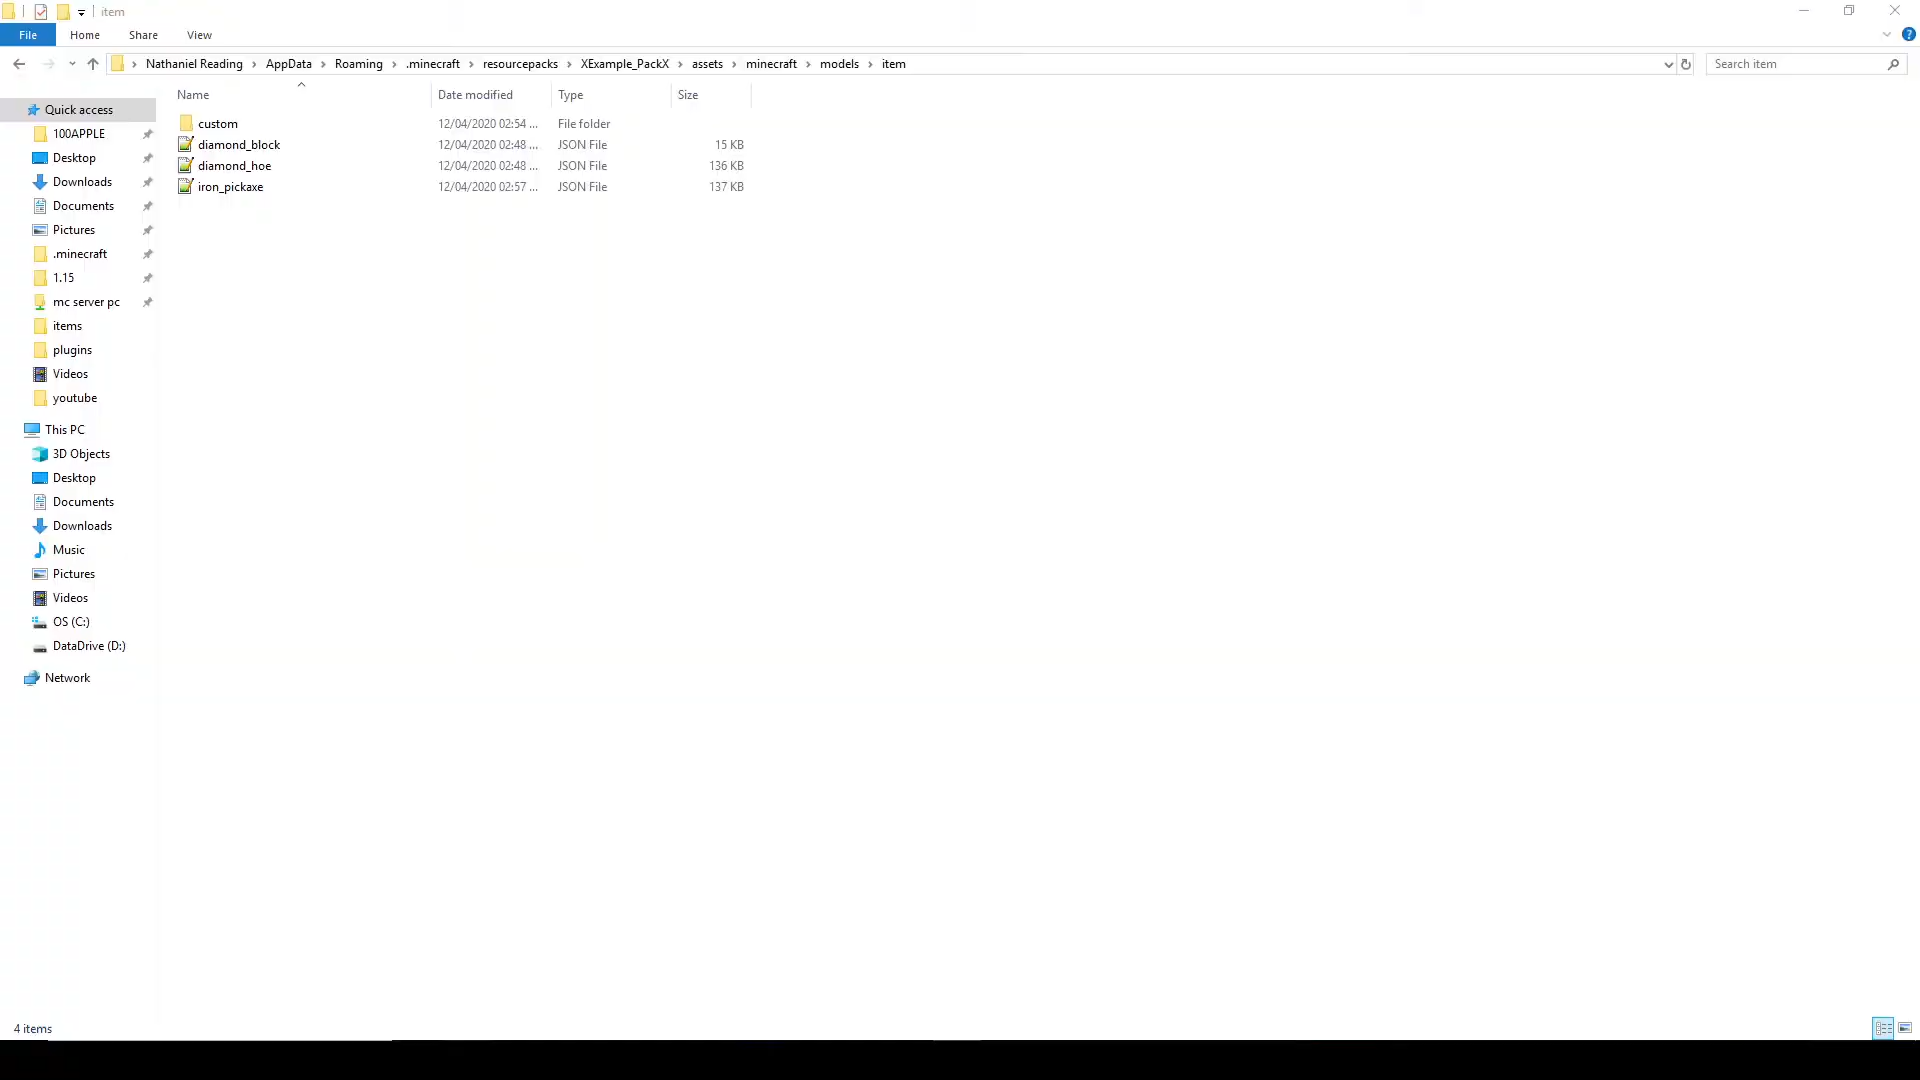 item
File Home Share View
Nathaniel Reading AppData Roaming .minecraft resourcepacks XExample_PackX assets minecraft models item Search item
Name Date modified Type Size
custom 12/04/2020 02:54 ... File folder
diamond_block 12/04/2020 02:48 ... JSON File 15 KB
diamond_hoe 12/04/2020 02:48 ... JSON File 136 KB
iron_pickaxe 12/04/2020 02:57 ... JSON File 137 KB
Quick access
100APPLE
Desktop
Downloads
Documents
Pictures
.minecraft
1.15
mc server pc
items
plugins
Videos
youtube
This PC
3D Objects
Desktop
Documents
Downloads
Music
Pictures
Videos
OS (C:)
DataDrive (D:)
Network
4 items